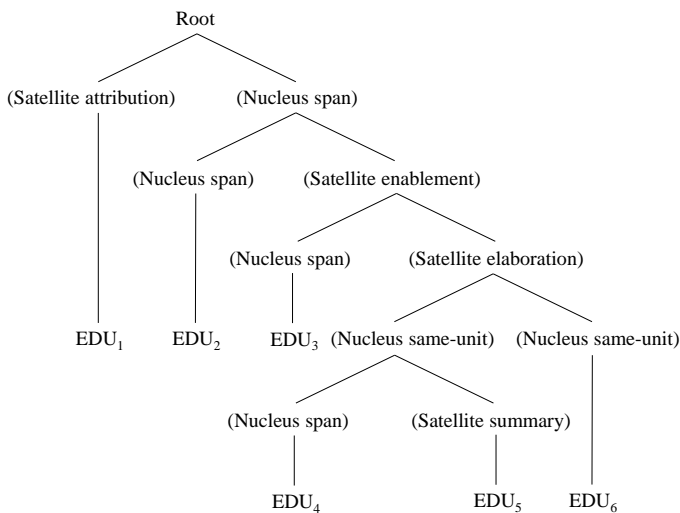 Root
(Satellite attribution) (Nucleus span)
(Nucleus span) (Satellite enablement)
(Nucleus span) (Satellite elaboration)
EDU₁ EDU₂ EDU₃ (Nucleus same-unit) (Nucleus same-unit)
(Nucleus span) (Satellite summary)
EDU₄ EDU₅ EDU₆